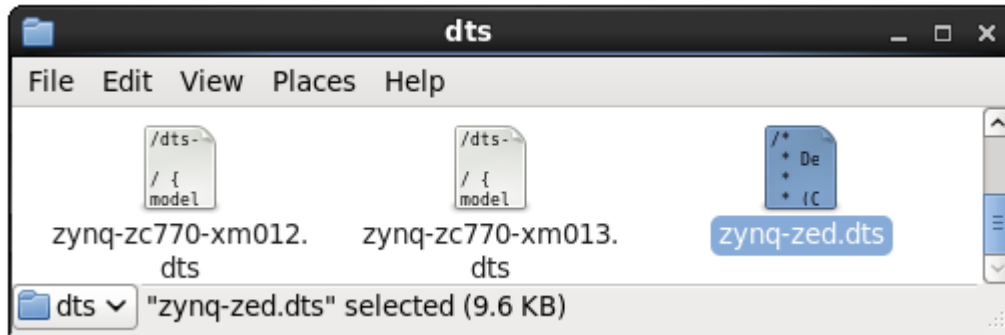 dts
File Edit View Places Help
/dts-
/ {
model
/dts-
/ {
model
/*
* De
*
* (C
zynq-zc770-xm012.
dts
zynq-zc770-xm013.
dts
zynq-zed.dts
dts "zynq-zed.dts" selected (9.6 KB)